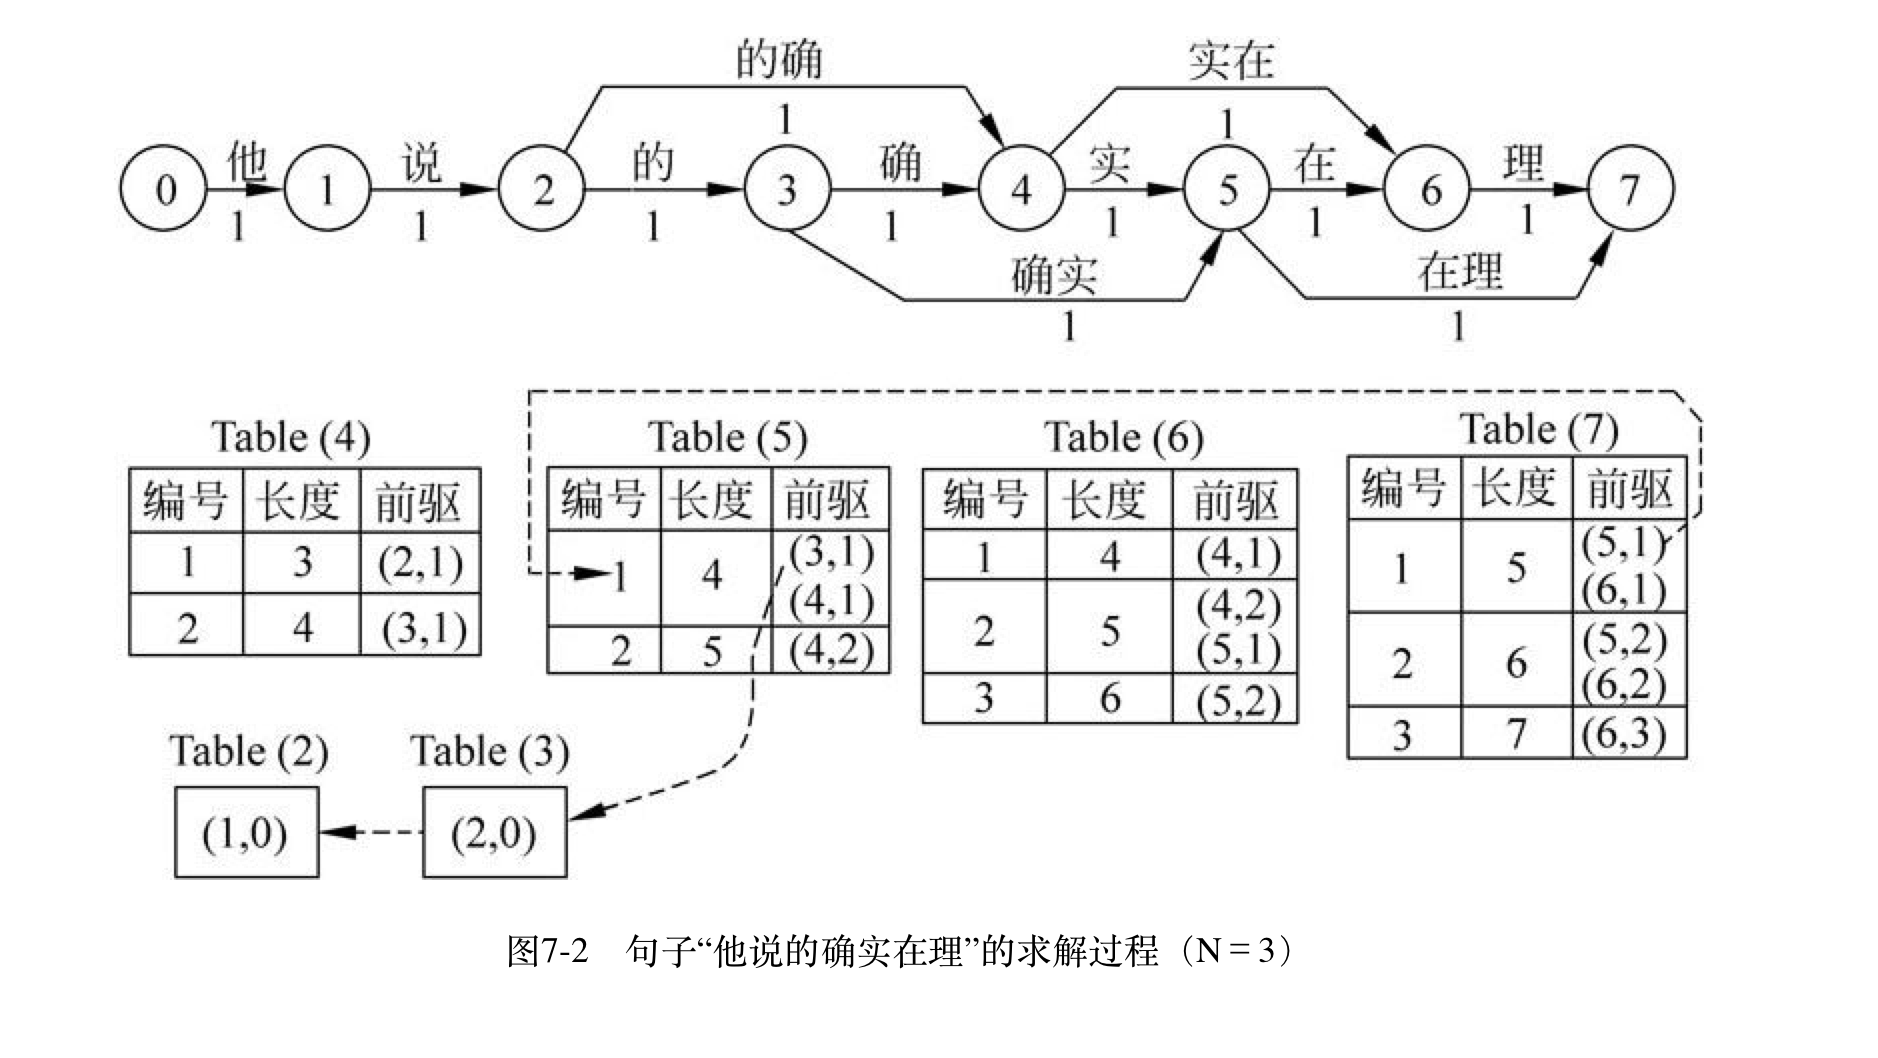 的确
实在
1
1
0
他
1
1
说
1
2
的
1
3
确
1
4
实
1
5
在
1
6
理
1
7
确实
1
在理
1
Table (4)
编号 长度 前驱
1 3 (2,1)
2 4 (3,1)
Table (5)
编号 长度 前驱
1 4 (3,1)
(4,1)
2 5 (4,2)
Table (6)
编号 长度 前驱
1 4 (4,1)
2 5 (4,2)
(5,1)
3 6 (5,2)
Table (7)
编号 长度 前驱
1 5 (5,1)
(6,1)
2 6 (5,2)
(6,2)
3 7 (6,3)
Table (2)
(1,0)
Table (3)
(2,0)
图7-2 句子“他说的确实在理”的求解过程（N = 3）